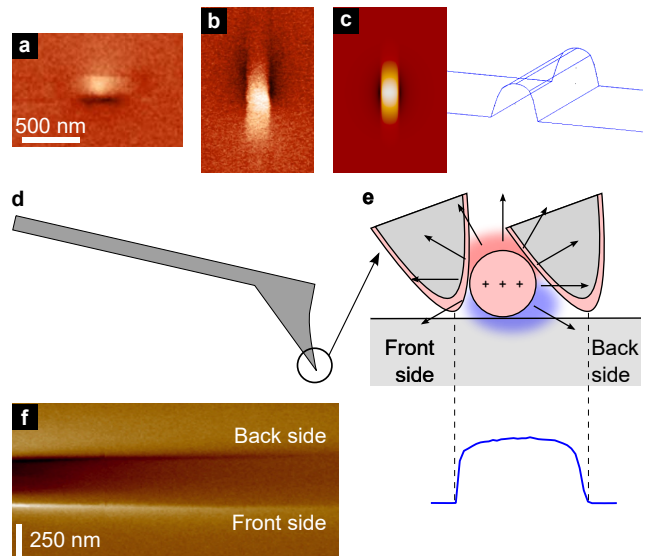 a
500 nm
b
c
d
e
+ + +
Front
side
Back
side
f
Back side
Front side
250 nm